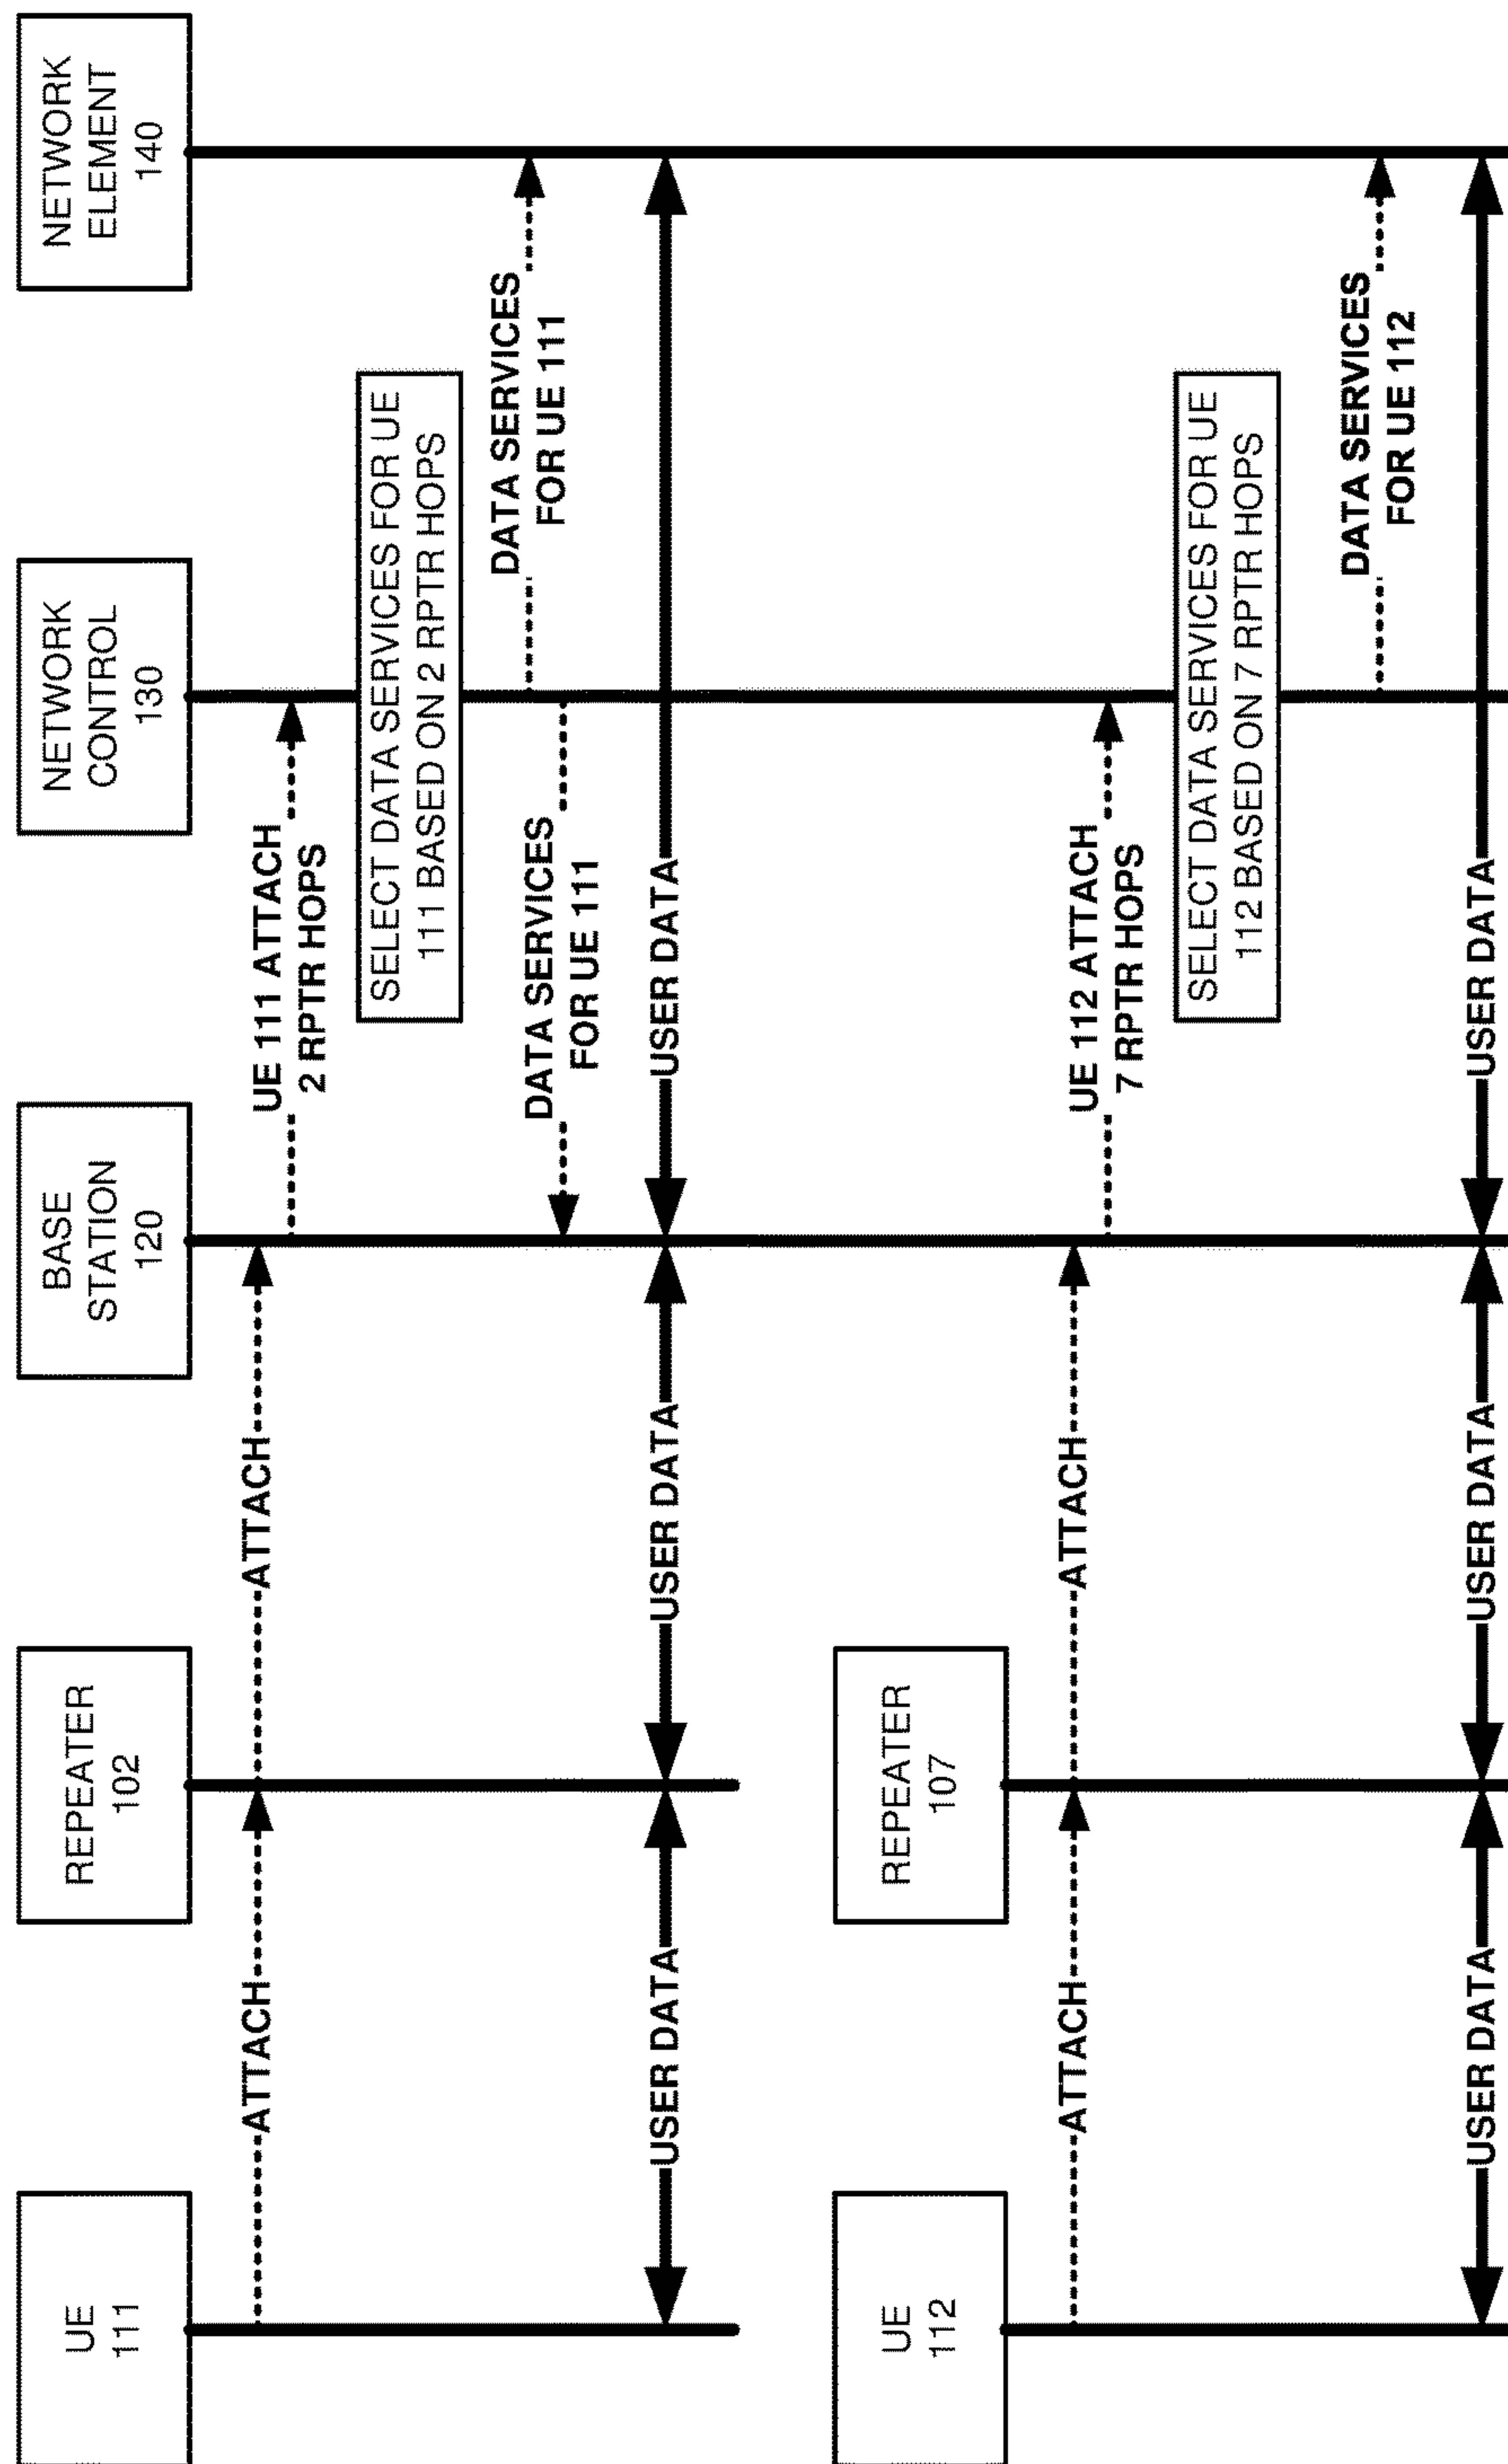 UE
111
REPEATER
102
BASE
STATION
120
NETWORK
CONTROL
130
NETWORK
ELEMENT
140
ATTACH
ATTACH
UE 111 ATTACH
2 RPTR HOPS
SELECT DATA SERVICES FOR UE
111 BASED ON 2 RPTR HOPS
DATA SERVICES
FOR UE 111
DATA SERVICES
FOR UE 111
USER DATA
USER DATA
USER DATA
UE
112
REPEATER
107
ATTACH
ATTACH
UE 112 ATTACH
7 RPTR HOPS
SELECT DATA SERVICES FOR UE
112 BASED ON 7 RPTR HOPS
DATA SERVICES
FOR UE 112
USER DATA
USER DATA
USER DATA